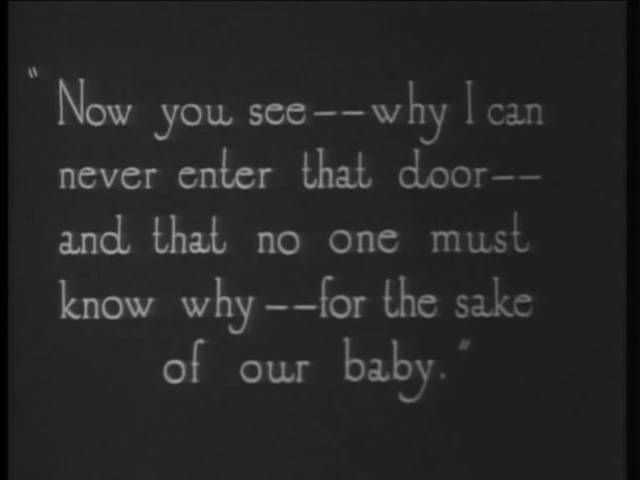 "Now you see--why I can
never enter that door--
and that no one must
know why--for the sake
of our baby."